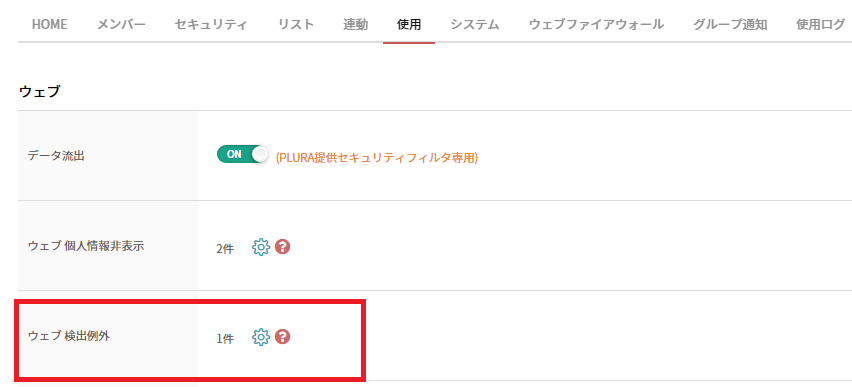 HOME メンバー セキュリティ リスト 連動 使用 システム ウェブファイアウォール グループ通知 使用ログ
ウェブ
データ流出 ON (PLURA提供セキュリティフィルタ専用)
ウェブ 個人情報非表示 2件 ?
ウェブ 検出例外 1件 ?